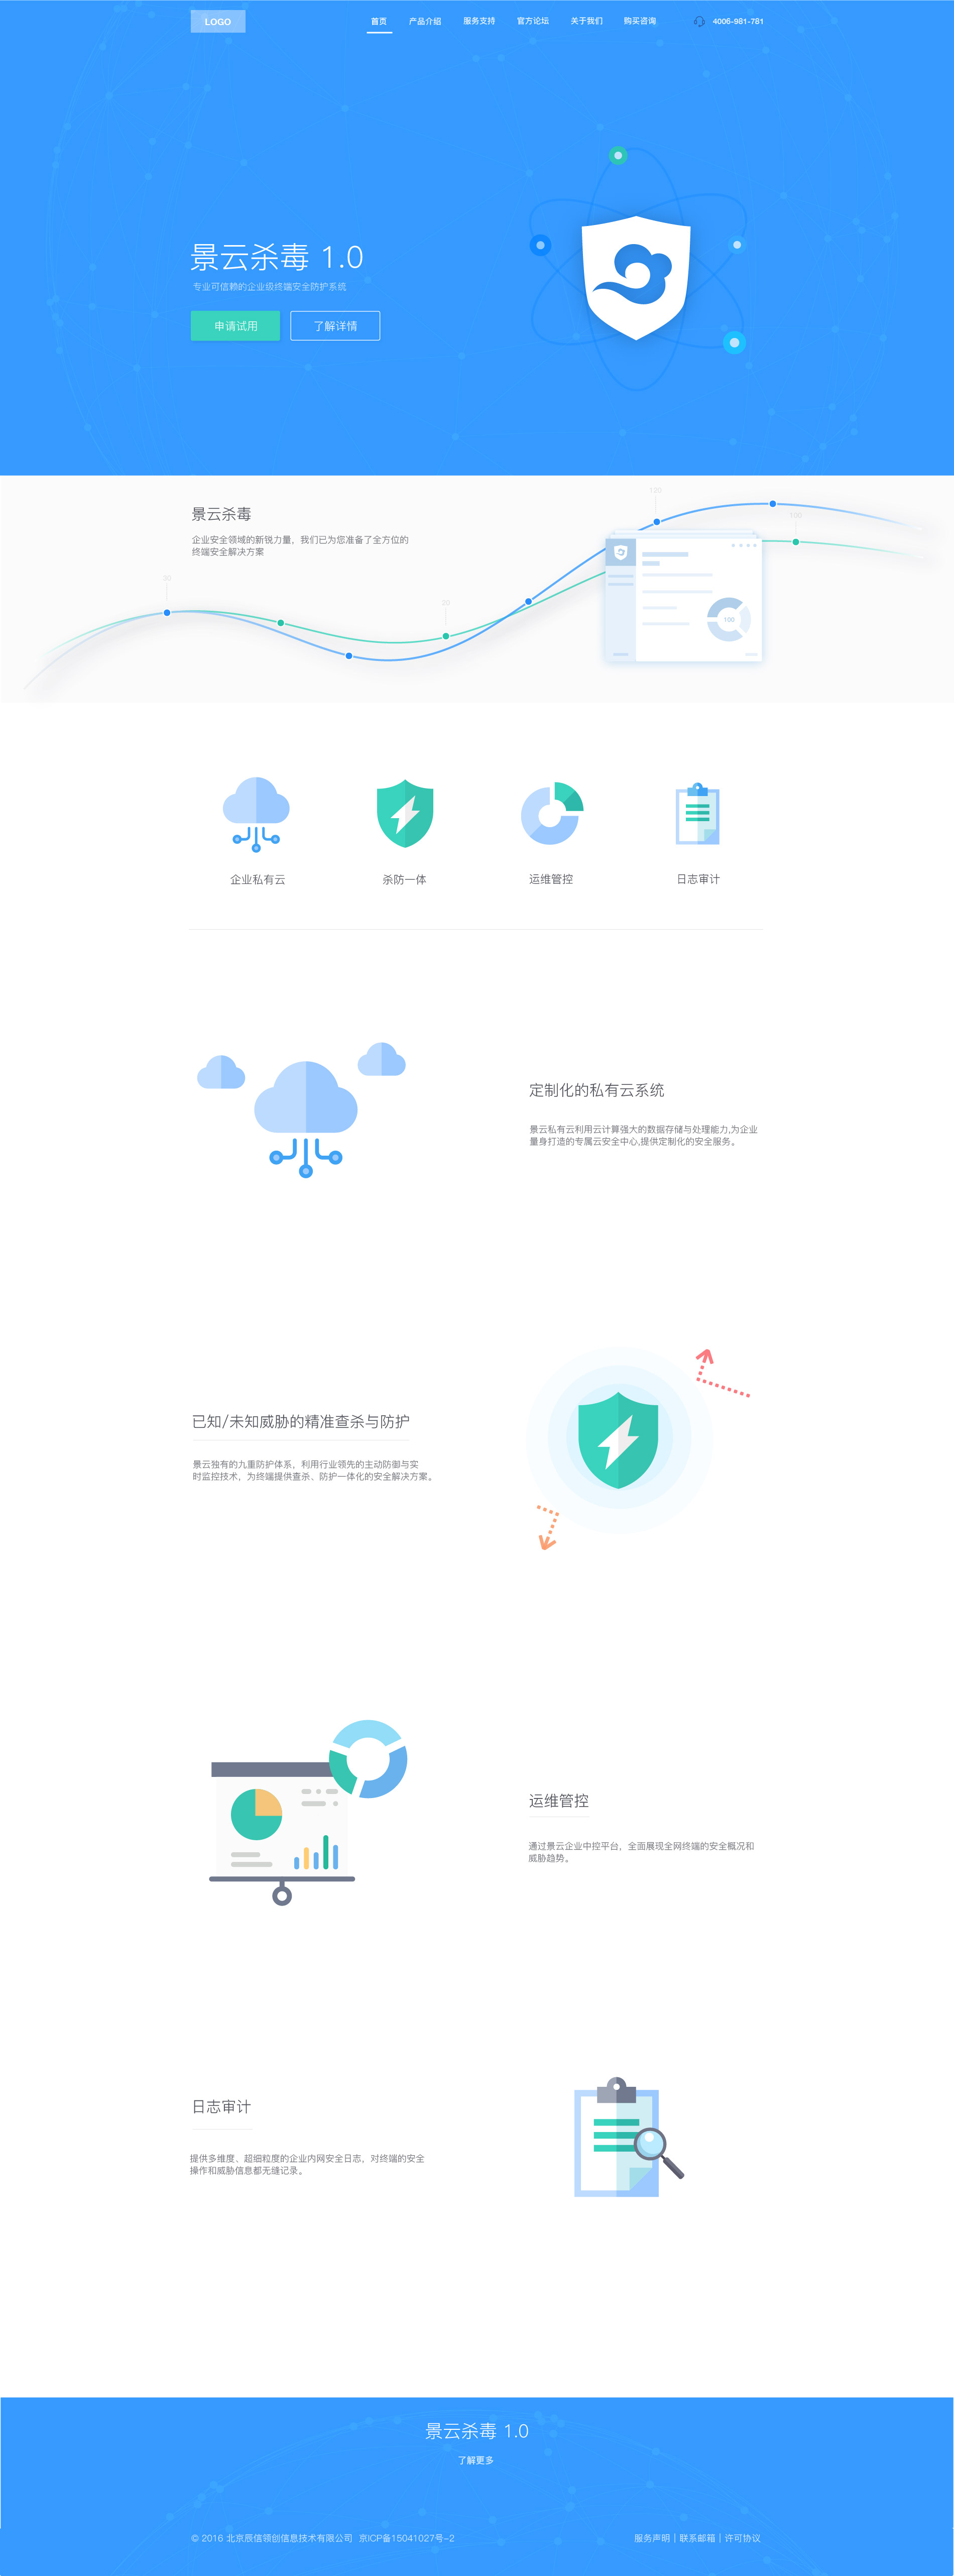 LOGO
首页 产品介绍 服务支持 官方论坛 关于我们 购买咨询 4006-981-781
景云杀毒 1.0
专业可信赖的企业级终端安全防护系统
申请试用 了解详情
景云杀毒
企业安全领域的新锐力量，我们已为您准备了全方位的
终端安全解决方案
120
100
50
20
100
企业私有云 杀防一体 运维管控 日志审计
定制化的私有云系统
景云私有云利用云计算强大的数据存储与处理能力,为企业
量身打造的专属云安全中心,提供定制化的安全服务。
已知/未知威胁的精准查杀与防护
景云独有的九重防护体系，利用行业领先的主动防御与实
时监控技术，为终端提供查杀、防护一体化的安全解决方案。
运维管控
通过景云企业中控平台，全面展现全网终端的安全概况和
威胁趋势。
日志审计
提供多维度、超细粒度的企业内网安全日志，对终端的安全
操作和威胁信息都无缝记录。
景云杀毒 1.0
了解更多
© 2016 北京辰信领创信息技术有限公司 京ICP备15041027号-2 服务声明 | 联系邮箱 | 许可协议